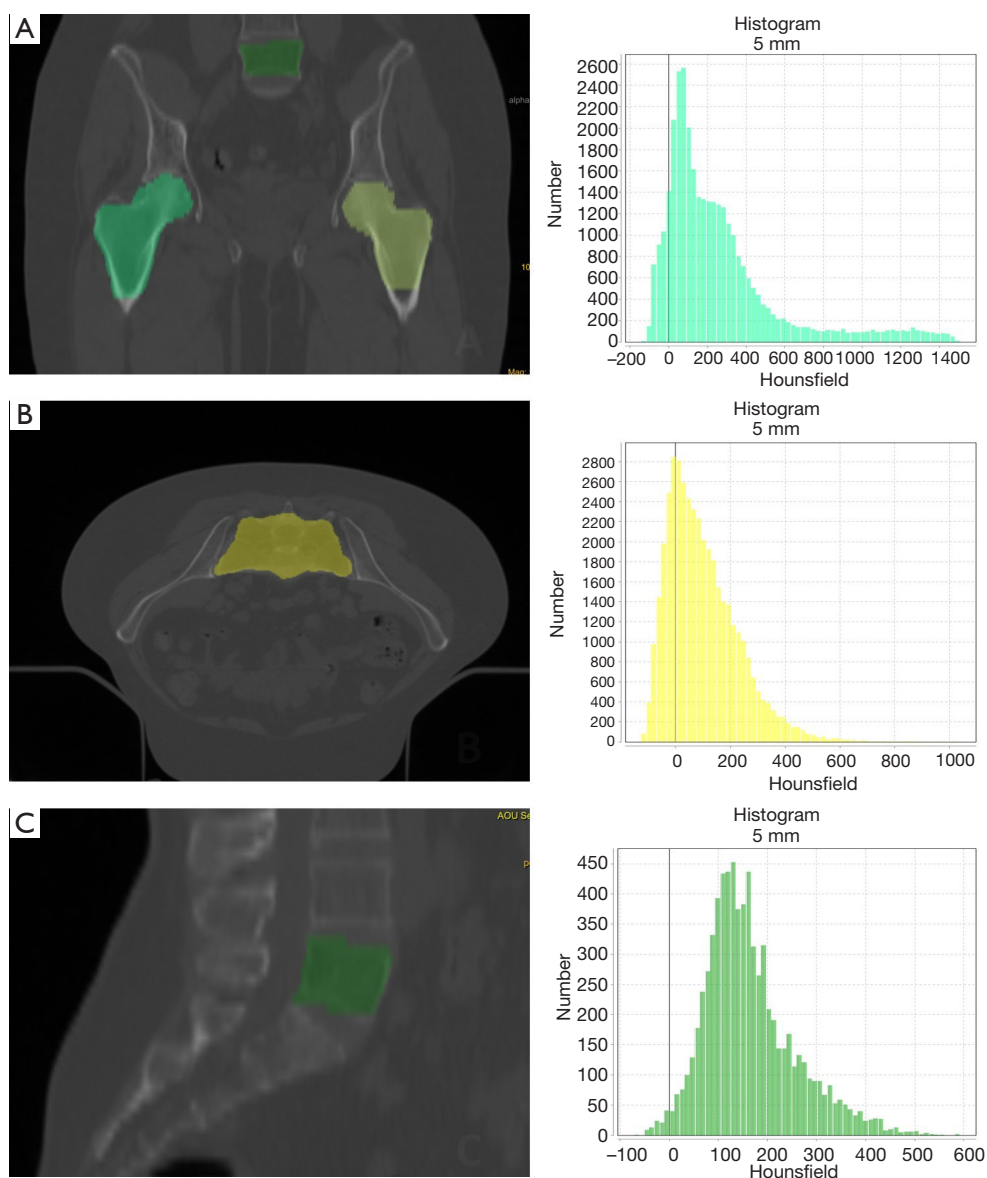 A
alpha
10
A
Mag:
Histogram
5 mm
2600
2400
2200
2000
1800
1600
1400
1200
1000
800
600
400
200
0
Number
–200 0 200 400 600 800 1000 1200 1400
Hounsfield
B
B
Histogram
5 mm
2800
2600
2400
2200
2000
1800
1600
1400
1200
1000
800
600
400
200
0
Number
0 200 400 600 800 1000
Hounsfield
C
AOU Se
C
Histogram
5 mm
450
400
350
300
250
200
150
100
50
0
Number
–100 0 100 200 300 400 500 600
Hounsfield